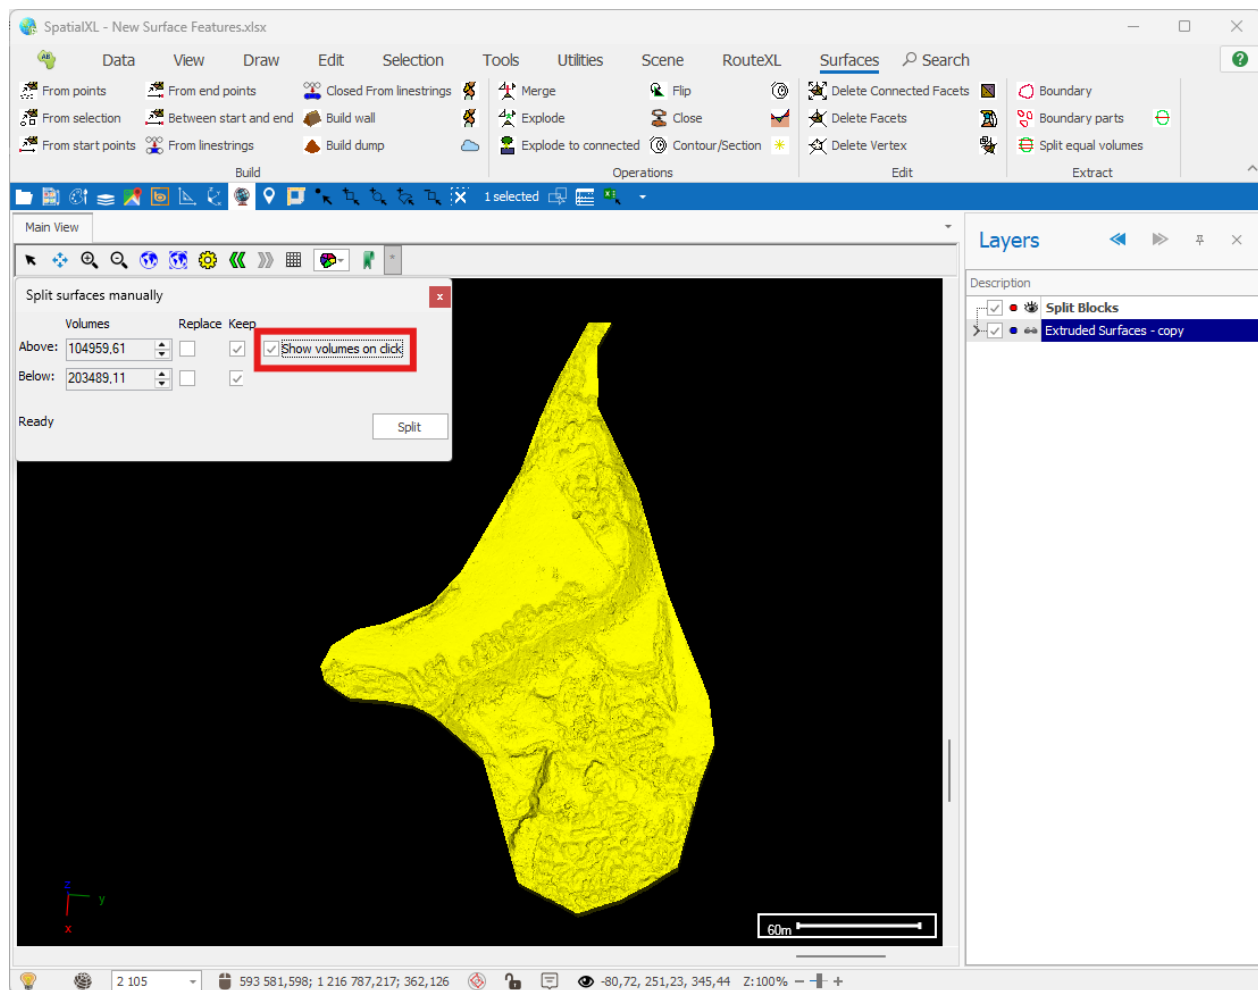 SpatialXL - New Surface Features.xlsx
Data View Draw Edit Selection Tools Utilities Scene RouteXL Surfaces Search
From points From end points Closed From linestrings Merge Flip Delete Connected Facets Boundary
From selection Between start and end Build wall Explode Close Delete Facets Boundary parts
From start points From linestrings Build dump Explode to connected Contour/Section Delete Vertex Split equal volumes
Build Operations Edit Extract
1 selected
Main View
Layers
Description
Split Blocks
Extruded Surfaces - copy
Split surfaces manually
Volumes Replace Keep
Above: 104959,61 Show volumes on click
Below: 203489,11
Ready
Split
z
y
x
60m
2 105 593 581,598; 1 216 787,217; 362,126 -80,72, 251,23, 345,44 Z:100%